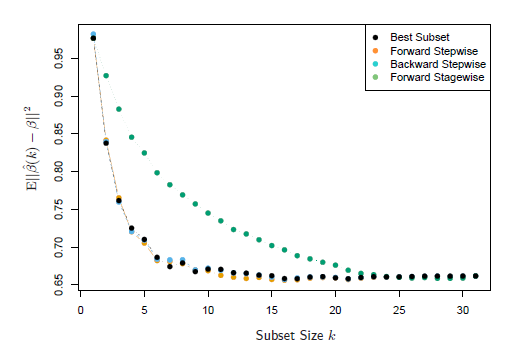 Best Subset
Forward Stepwise
Backward Stepwise
Forward Stagewise
E||β̂(k) − β||²
0.95
0.90
0.85
0.80
0.75
0.70
0.65
0 5 10 15 20 25 30
Subset Size k